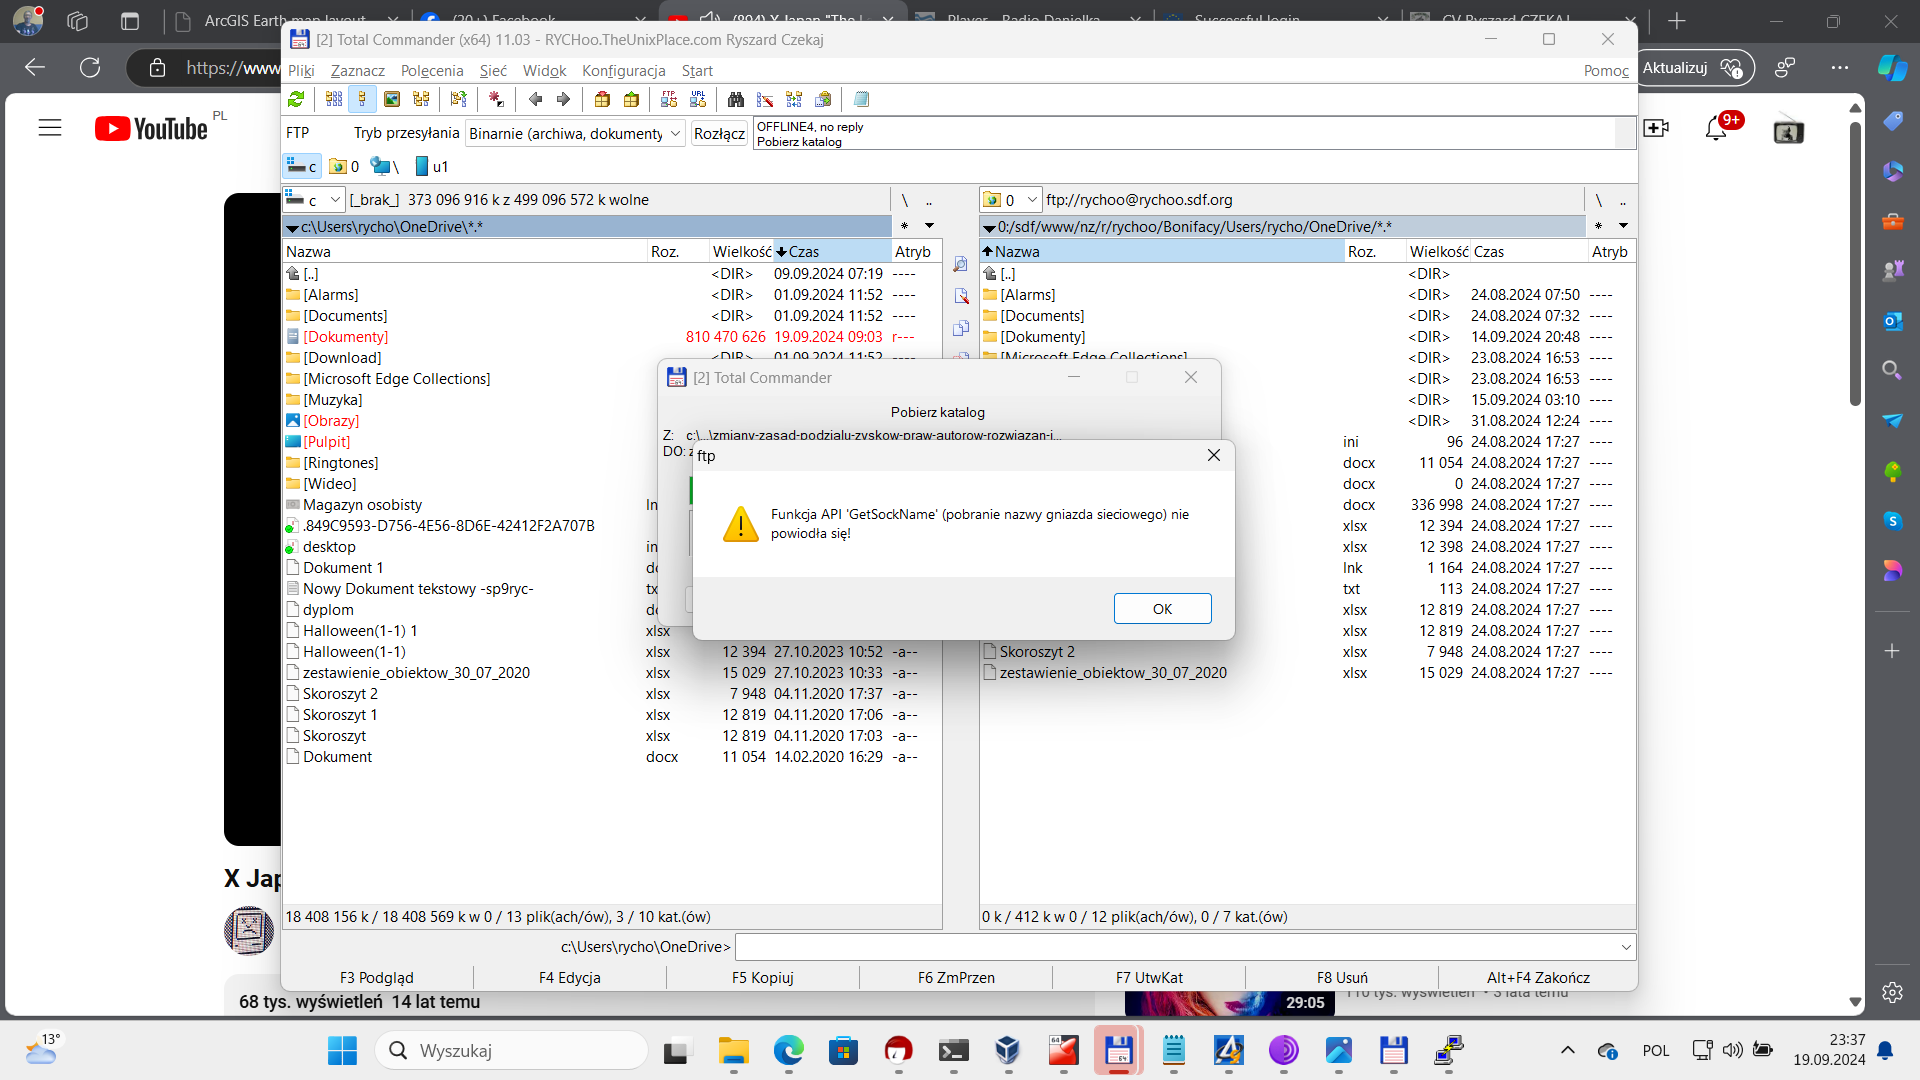 ArcGIS Earth map layout
(20+) Facebook
(894) X Japan "The L
Player - Radio Danielka
Successful login
CV Ryszard CZEKAJ
https://www
Aktualizuj
YouTube PL
9+
[2] Total Commander (x64) 11.03 - RYCHoo.TheUnixPlace.com Ryszard Czekaj
Pliki Zaznacz Polecenia Sieć Widok Konfiguracja Start Pomoc
FTP Tryb przesyłania Binarnie (archiwa, dokumenty Rozłącz
OFFLINE4, no reply
Pobierz katalog
c 0 \ u1
c [_brak_] 373 096 916 k z 499 096 572 k wolne \ ..
c:\Users\rycho\OneDrive\*.* *
Nazwa Roz. Wielkość Czas Atryb
[..] <DIR> 09.09.2024 07:19 ----
[Alarms] <DIR> 01.09.2024 11:52 ----
[Documents] <DIR> 01.09.2024 11:52 ----
[Dokumenty] 810 470 626 19.09.2024 09:03 r---
[Download] <DIR> 01.09.2024 11:52 ----
[Microsoft Edge Collections]
[Muzyka]
[Obrazy]
[Pulpit]
[Ringtones]
[Wideo]
Magazyn osobisty ln
.849C9593-D756-4E56-8D6E-42412F2A707B
desktop in
Dokument 1 do
Nowy Dokument tekstowy -sp9ryc- tx
dyplom do
Halloween(1-1) 1 xlsx
Halloween(1-1) xlsx 12 394 27.10.2023 10:52 -a--
zestawienie_obiektow_30_07_2020 xlsx 15 029 27.10.2023 10:33 -a--
Skoroszyt 2 xlsx 7 948 04.11.2020 17:37 -a--
Skoroszyt 1 xlsx 12 819 04.11.2020 17:06 -a--
Skoroszyt xlsx 12 819 04.11.2020 17:03 -a--
Dokument docx 11 054 14.02.2020 16:29 -a--
18 408 156 k / 18 408 569 k w 0 / 13 plik(ach/ów), 3 / 10 kat.(ów)
0 ftp://rychoo@rychoo.sdf.org \ ..
0:/sdf/www/nz/r/rychoo/Bonifacy/Users/rycho/OneDrive/*.* *
Nazwa Roz. Wielkość Czas Atryb
[..] <DIR>
[Alarms] <DIR> 24.08.2024 07:50 ----
[Documents] <DIR> 24.08.2024 07:32 ----
[Dokumenty] <DIR> 14.09.2024 20:48 ----
[Microsoft Edge Collections] <DIR> 23.08.2024 16:53 ----
<DIR> 23.08.2024 16:53 ----
<DIR> 15.09.2024 03:10 ----
<DIR> 31.08.2024 12:24 ----
ini 96 24.08.2024 17:27 ----
docx 11 054 24.08.2024 17:27 ----
docx 0 24.08.2024 17:27 ----
docx 336 998 24.08.2024 17:27 ----
xlsx 12 394 24.08.2024 17:27 ----
xlsx 12 398 24.08.2024 17:27 ----
lnk 1 164 24.08.2024 17:27 ----
txt 113 24.08.2024 17:27 ----
xlsx 12 819 24.08.2024 17:27 ----
xlsx 12 819 24.08.2024 17:27 ----
Skoroszyt 2 xlsx 7 948 24.08.2024 17:27 ----
zestawienie_obiektow_30_07_2020 xlsx 15 029 24.08.2024 17:27 ----
0 k / 412 k w 0 / 12 plik(ach/ów), 0 / 7 kat.(ów)
[2] Total Commander
Pobierz katalog
Z: c:\...\zmiany-zasad-podzialu-zyskow-praw-autorow-rozwiazan-i...
DO: z
ftp
Funkcja API 'GetSockName' (pobranie nazwy gniazda sieciowego) nie
powiodła się!
OK
c:\Users\rycho\OneDrive>
F3 Podgląd F4 Edycja F5 Kopiuj F6 ZmPrzen F7 UtwKat F8 Usuń Alt+F4 Zakończ
X Jap
68 tys. wyświetleń 14 lat temu
29:05
110 tys. wyświetleń • 3 lata temu
13°
Wyszukaj
POL
23:37
19.09.2024